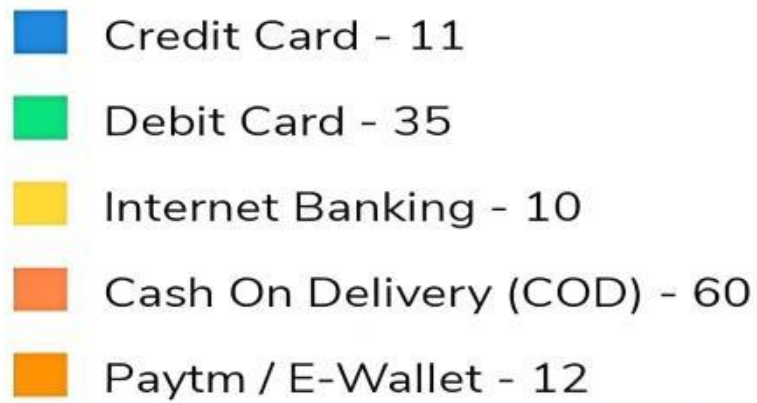 Credit Card - 11
Debit Card - 35
Internet Banking - 10
Cash On Delivery (COD) - 60
Paytm / E-Wallet - 12